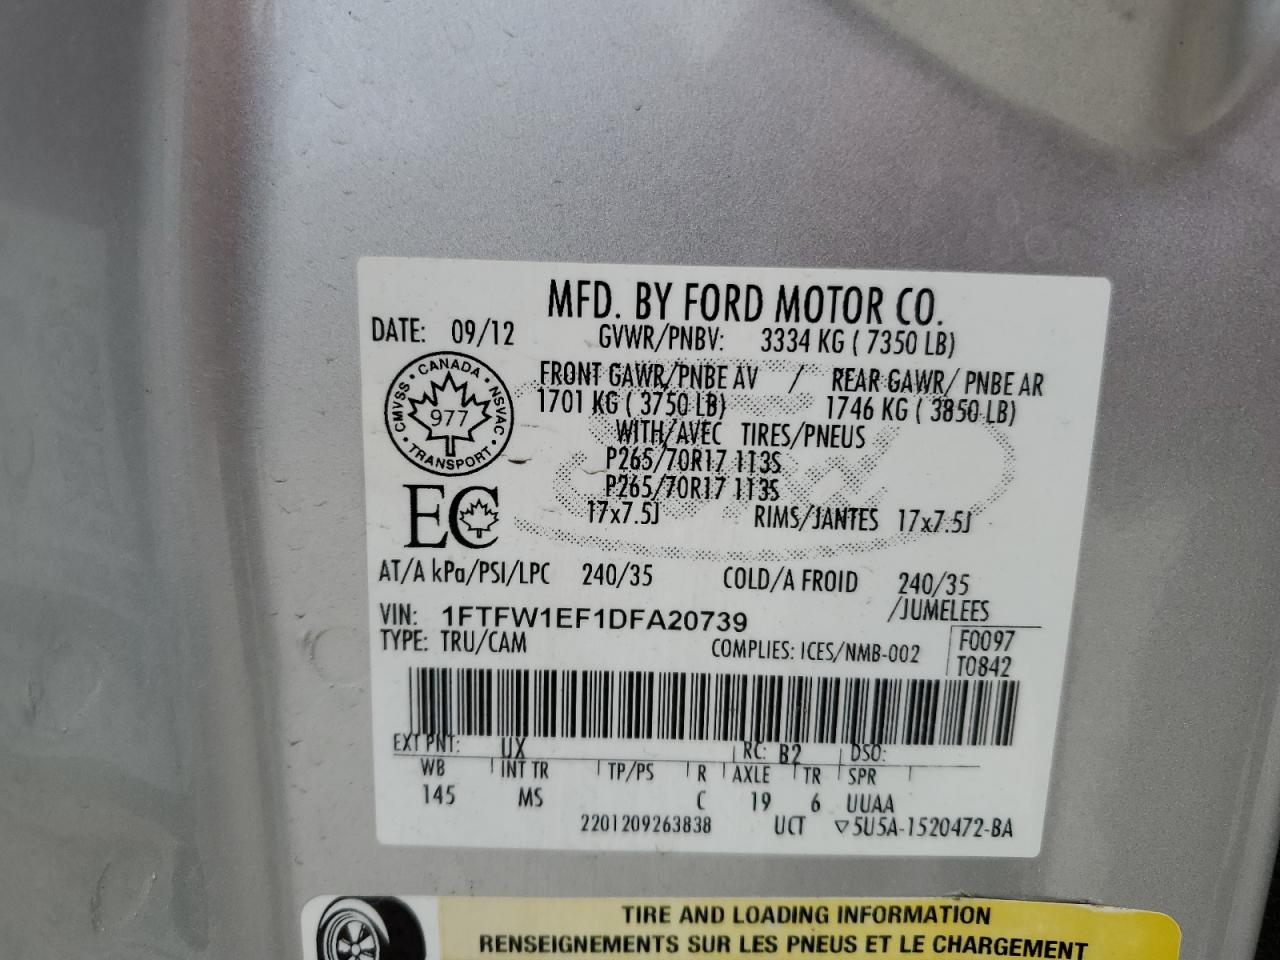 MFD. BY FORD MOTOR CO.
DATE: 09/12 GVWR/PNBV: 3334 KG ( 7350 LB)
FRONT GAWR/PNBE AV / REAR GAWR/ PNBE AR
1701 KG ( 3750 LB) 1746 KG ( 3850 LB)
WITH/AVEC TIRES/PNEUS
P265/70R17 113S
P265/70R17 113S
17x7.5J RIMS/JANTES 17x7.5J
CANADA · NSVAC · TRANSPORT · CMVSS ·
977
EC
AT/A kPa/PSI/LPC 240/35 COLD/A FROID 240/35
/JUMELEES
VIN: 1FTFW1EF1DFA20739
TYPE: TRU/CAM COMPLIES: ICES/NMB-002
F0097
T0842
EXT PNT: UX RC: B2 DSO:
WB INT TR TP/PS R AXLE TR SPR
145 MS C 19 6 UUAA
2201209263838 UCT ▽5U5A-1520472-BA
TIRE AND LOADING INFORMATION
RENSEIGNEMENTS SUR LES PNEUS ET LE CHARGEMENT